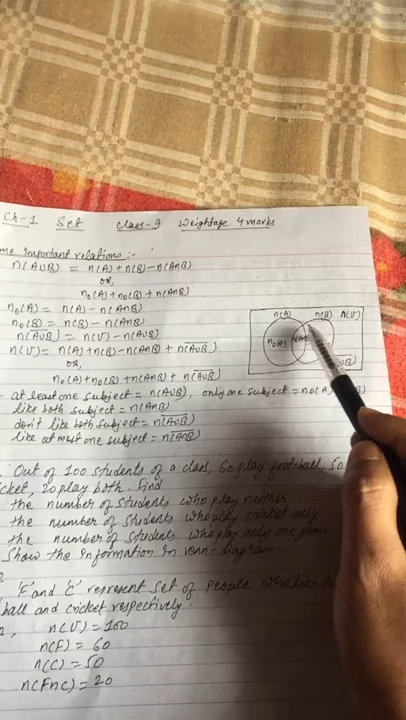 Ch-1 Set Class-9 Weightage 4 marks
me important relations :-
n(A∪B) = n(A)+n(B)-n(A∩B)
or,
n₀(A)+n₀(B)+n(A∩B)
n₀(A) = n(A) - n(A∩B)
n₀(B) = n(B) - n(A∩B)
n(A̅∪̅B̅) = n(U) - n(A∪B)
n(U) = n(A)+n(B)-n(A∩B) + n(A̅∪̅B̅)
or,
n₀(A)+n₀(B)+n(A∩B) + n(A̅∪̅B̅)
n(A) n(B) n(U)
n₀(A)
at least one subject = n(A∪B), only one subject = n₀(A)
like both subject = n(A∩B)
don't like both subject = n(A̅∪̅B̅)
like at most one subject = n(A̅∩̅B̅)
Out of 100 students of a class, 60 play foot-ball, 50
cket, 20 play both. Find
the number of students who play neither
the number of students who play cricket only
the number of students who play only one game
Show the information in venn-diagram
'F' and 'C' represent set of people who like
ball and cricket respectively.
n(U) = 100
n(F) = 60
n(C) = 50
n(F∩C) = 20